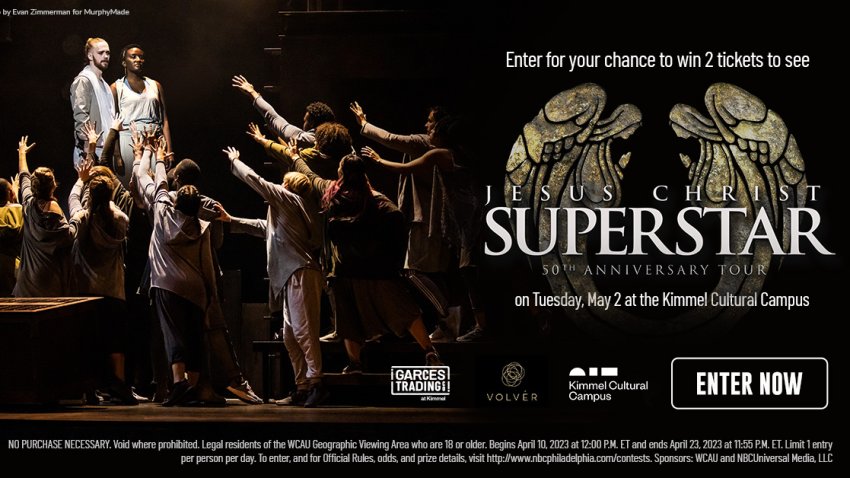 by Evan Zimmerman for MurphyMade
Enter for your chance to win 2 tickets to see
JESUS CHRIST
SUPERSTAR
50TH ANNIVERSARY TOUR
on Tuesday, May 2 at the Kimmel Cultural Campus
GARCES
TRADING
at Kimmel
VOLVÉR
Kimmel Cultural
Campus
ENTER NOW
NO PURCHASE NECESSARY. Void where prohibited. Legal residents of the WCAU Geographic Viewing Area who are 18 or older. Begins April 10, 2023 at 12:00 P.M. ET and ends April 23, 2023 at 11:55 P.M. ET. Limit 1 entry
per person per day. To enter, and for Official Rules, odds, and prize details, visit http://www.nbcphiladelphia.com/contests. Sponsors: WCAU and NBCUniversal Media, LLC